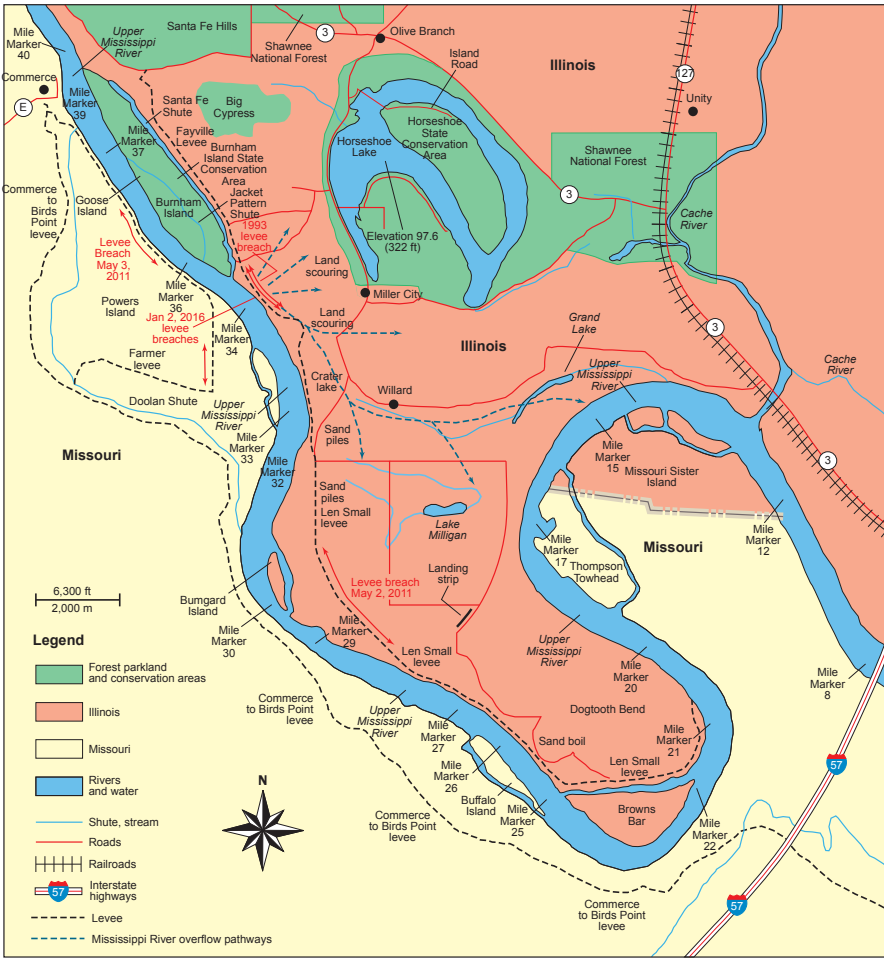 Mile
Marker
40
Upper
Mississippi
River
Santa Fe Hills
Shawnee
National Forest
3
Olive Branch
Island
Road
Illinois
127
Unity
Commerce
E
Mile
Marker
39
Santa Fe
Shute
Big
Cypress
Fayville
Levee
Mile
Marker
37
Burnham
Island State
Conservation
Area
Horseshoe
Lake
Horseshoe
State
Conservation
Area
Shawnee
National Forest
3
Commerce
to
Birds Point
levee
Goose
Island
Burnham
Island
Jacket
Pattern
Shute
1993
levee
breach
Elevation 97.6
(322 ft)
Cache
River
Levee
Breach
May 3,
2011
Land
scouring
Mile
Marker
36
Miller City
Powers
Island
Jan 2, 2016
levee
breaches
Mile
Marker
34
Land
scouring
Grand
Lake
3
Illinois
Farmer
levee
Upper
Mississippi
River
Cache
River
Crater
lake
Willard
Doolan Shute
Upper
Mississippi
River
Mile
Marker
33
Sand
piles
Mile
Marker
15
Missouri
Mile
Marker
32
Missouri Sister
Island
3
Sand
piles
Len Small
levee
Lake
Milligan
Mile
Marker
12
Mile
Marker
17
Missouri
Thompson
Towhead
6,300 ft
2,000 m
Bumgard
Island
Levee breach
May 2, 2011
Landing
strip
Mile
Marker
30
Mile
Marker
29
Len Small
levee
Upper
Mississippi
River
Mile
Marker
20
Mile
Marker
8
Legend
Forest parkland
and conservation areas
Illinois
Missouri
Rivers
and water
Shute, stream
Roads
Railroads
57
Interstate
highways
Levee
Mississippi River overflow pathways
Commerce
to Birds Point
levee
Upper
Mississippi
River
Mile
Marker
27
Dogtooth Bend
Mile
Marker
21
Sand boil
Len Small
levee
57
N
Mile
Marker
26
Buffalo
Island
Mile
Marker
25
Browns
Bar
Mile
Marker
22
Commerce
to Birds Point
levee
Commerce
to Birds Point
levee
57